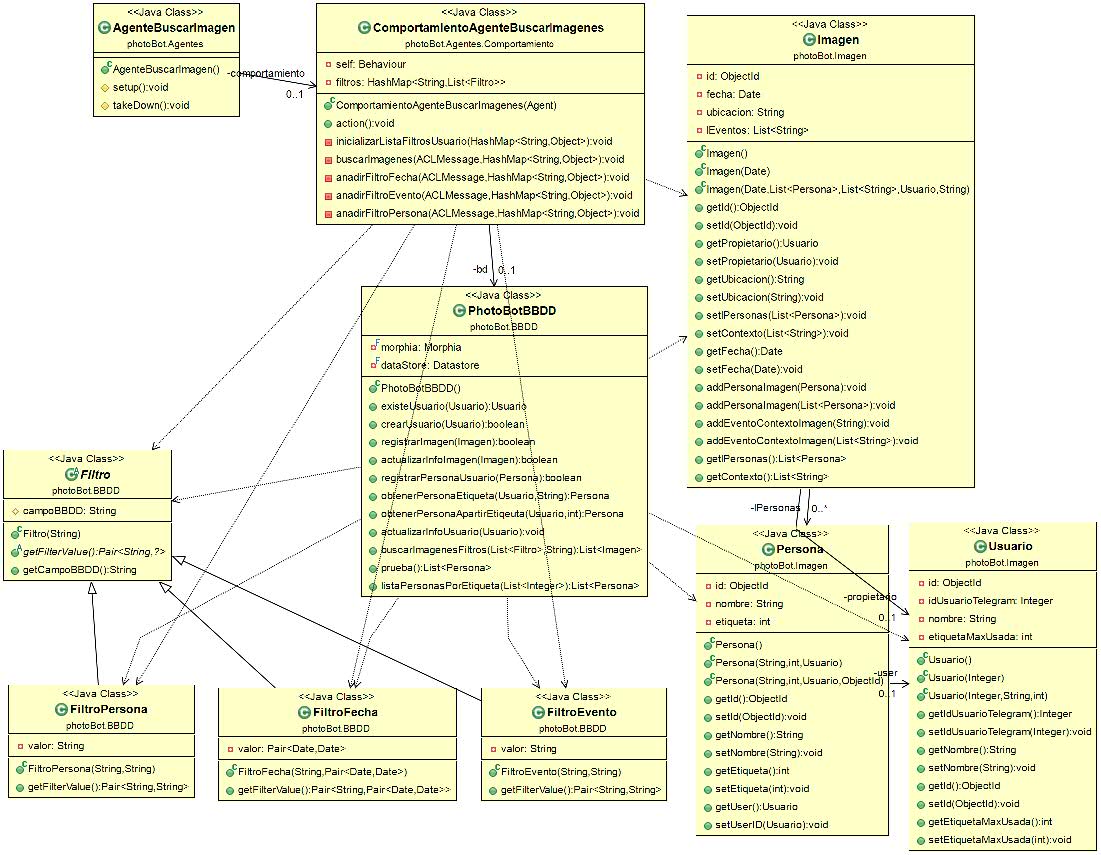 <<Java Class>>
AgenteBuscarImagen
photoBot.Agentes
AgenteBuscarImagen()
setup():void
takeDown():void
-comportamiento
0..1
<<Java Class>>
ComportamientoAgenteBuscarImagenes
photoBot.Agentes.Comportamiento
self: Behaviour
filtros: HashMap<String,List<Filtro>>
ComportamientoAgenteBuscarImagenes(Agent)
action():void
inicializarListaFiltrosUsuario(HashMap<String,Object>):void
buscarImagenes(ACLMessage,HashMap<String,Object>):void
anadirFiltroFecha(ACLMessage,HashMap<String,Object>):void
anadirFiltroEvento(ACLMessage,HashMap<String,Object>):void
anadirFiltroPersona(ACLMessage,HashMap<String,Object>):void
-bd
0..1
<<Java Class>>
Imagen
photoBot.Imagen
id: ObjectId
fecha: Date
ubicacion: String
lEventos: List<String>
Imagen()
Imagen(Date)
Imagen(Date,List<Persona>,List<String>,Usuario,String)
getId():ObjectId
setId(ObjectId):void
getPropietario():Usuario
setPropietario(Usuario):void
getUbicacion():String
setUbicacion(String):void
setlPersonas(List<Persona>):void
setContexto(List<String>):void
getFecha():Date
setFecha(Date):void
addPersonaImagen(Persona):void
addPersonaImagen(List<Persona>):void
addEventoContextoImagen(String):void
addEventoContextoImagen(List<String>):void
getlPersonas():List<Persona>
getContexto():List<String>
-lPersonas
0..*
<<Java Class>>
PhotoBotBBDD
photoBot.BBDD
morphia: Morphia
dataStore: Datastore
PhotoBotBBDD()
existeUsuario(Usuario):Usuario
crearUsuario(Usuario):boolean
registrarImagen(Imagen):boolean
actualizarInfoImagen(Imagen):boolean
registrarPersonaUsuario(Persona):boolean
obtenerPersonaEtiqueta(Usuario,String):Persona
obtenerPersonaApartirEtiqeuta(Usuario,int):Persona
actualizarInfoUsuario(Usuario):void
buscarImagenesFiltros(List<Filtro>,String):List<Imagen>
prueba():List<Persona>
listaPersonasPorEtiqueta(List<Integer>):List<Persona>
<<Java Class>>
Filtro
photoBot.BBDD
campoBBDD: String
Filtro(String)
getFilterValue():Pair<String,?>
getCampoBBDD():String
<<Java Class>>
FiltroPersona
photoBot.BBDD
valor: String
FiltroPersona(String,String)
getFilterValue():Pair<String,String>
<<Java Class>>
FiltroFecha
photoBot.BBDD
valor: Pair<Date,Date>
FiltroFecha(String,Pair<Date,Date>)
getFilterValue():Pair<String,Pair<Date,Date>>
<<Java Class>>
FiltroEvento
photoBot.BBDD
valor: String
FiltroEvento(String,String)
getFilterValue():Pair<String,String>
<<Java Class>>
Persona
photoBot.Imagen
id: ObjectId
nombre: String
etiqueta: int
Persona()
Persona(String,int,Usuario)
Persona(String,int,Usuario,ObjectId)
getId():ObjectId
setId(ObjectId):void
getNombre():String
setNombre(String):void
getEtiqueta():int
setEtiqueta(int):void
getUser():Usuario
setUserID(Usuario):void
-propietario
0..1
-user
0..1
<<Java Class>>
Usuario
photoBot.Imagen
id: ObjectId
idUsuarioTelegram: Integer
nombre: String
etiquetaMaxUsada: int
Usuario()
Usuario(Integer)
Usuario(Integer,String,int)
getIdUsuarioTelegram():Integer
setIdUsuarioTelegram(Integer):void
getNombre():String
setNombre(String):void
getId():ObjectId
setId(ObjectId):void
getEtiquetaMaxUsada():int
setEtiquetaMaxUsada(int):void